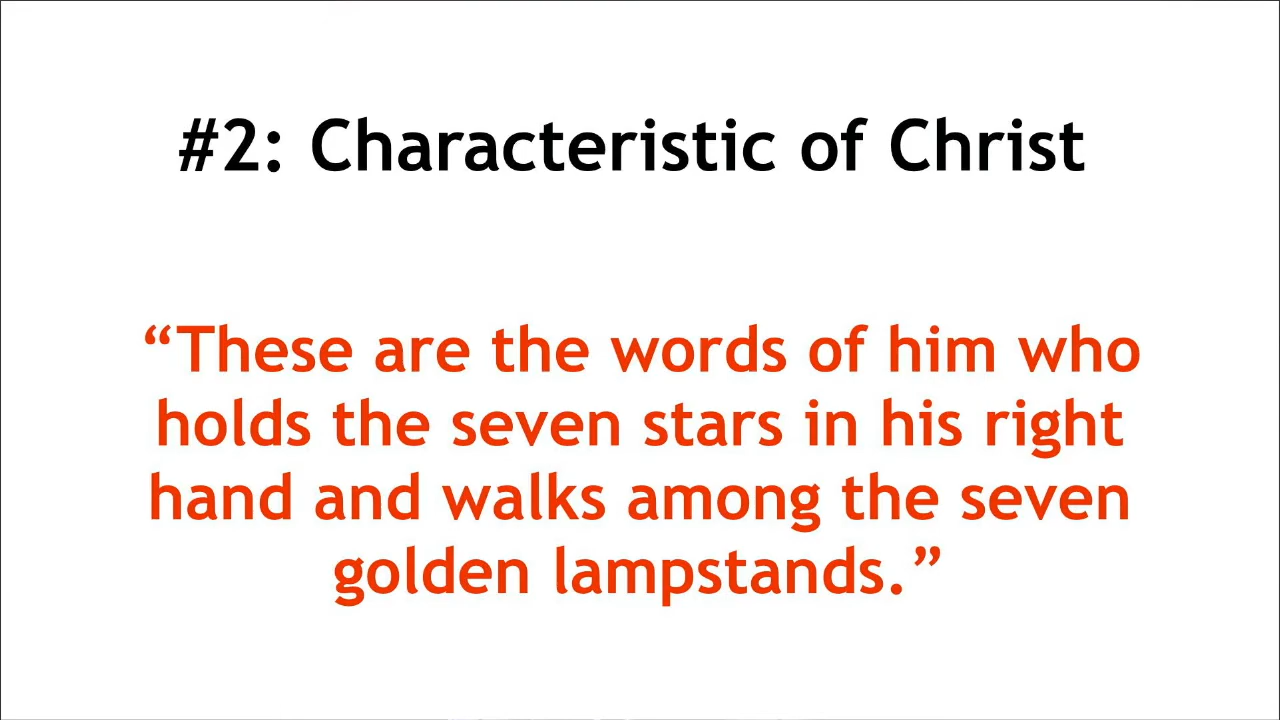 #2: Characteristic of Christ
“These are the words of him who
holds the seven stars in his right
hand and walks among the seven
golden lampstands.”